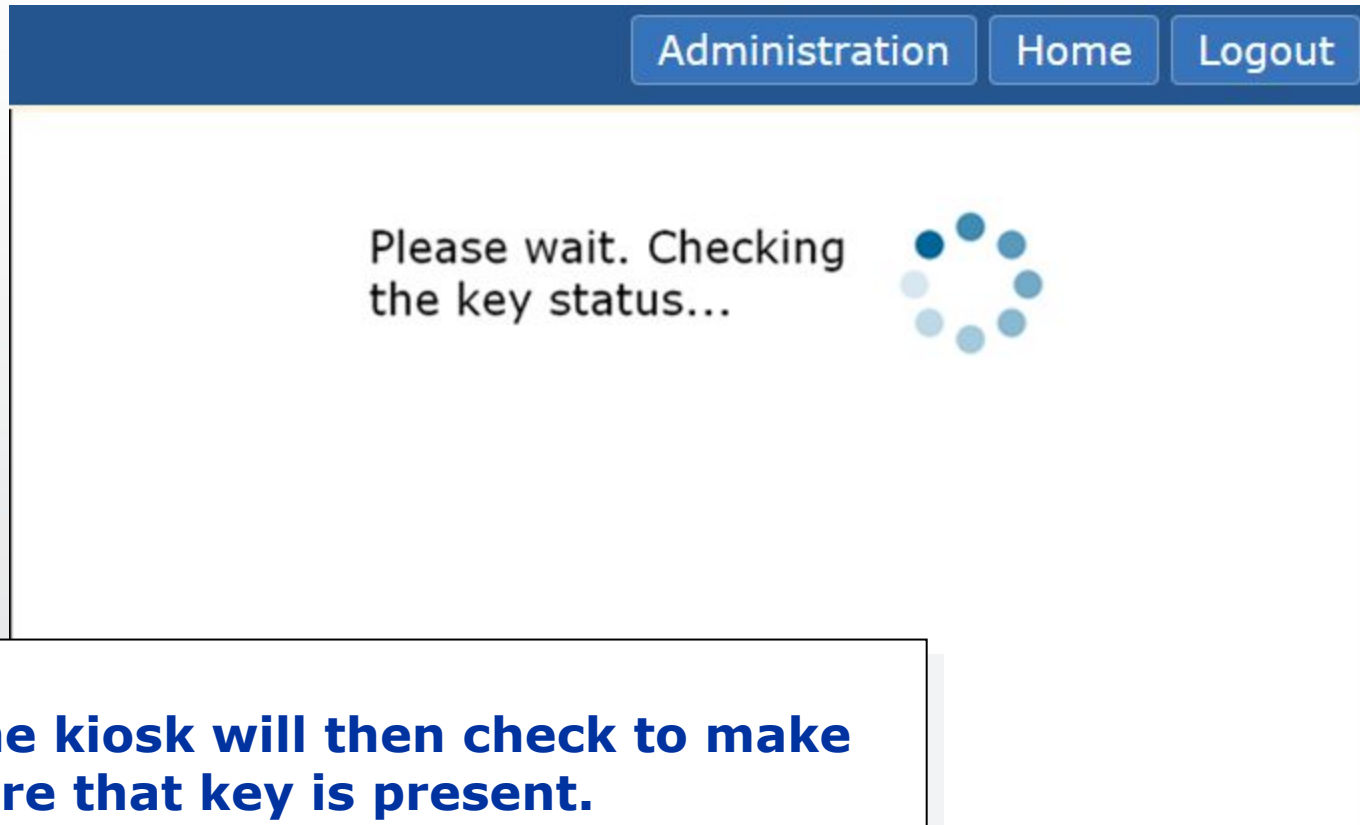 Administration Home Logout
Please wait. Checking
the key status...
e kiosk will then check to make
re that key is present.